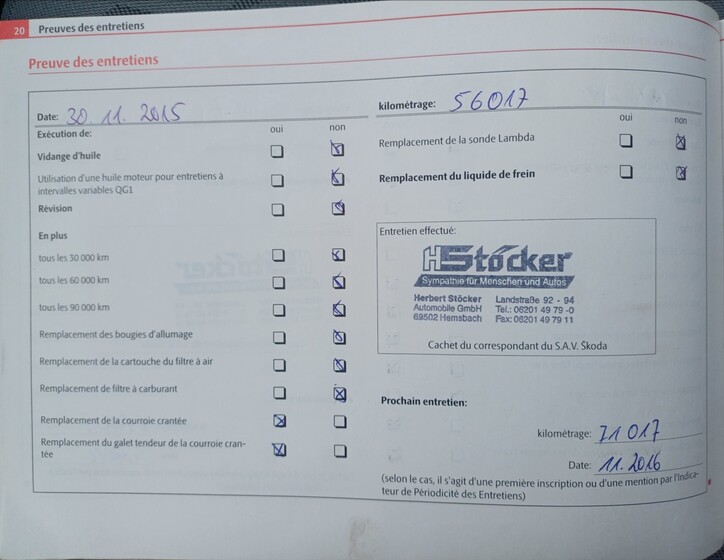 20 Preuves des entretiens
Preuve des entretiens
Date: 30 11. 2015
Exécution de:
oui non
Vidange d'huile
Utilisation d'une huile moteur pour entretiens à
intervalles variables QG1
Révision
En plus
tous les 30 000 km
tous les 60 000 km
tous les 90 000 km
Remplacement des bougies d'allumage
Remplacement de la cartouche du filtre à air
Remplacement de filtre à carburant
Remplacement de la courroie crantée
Remplacement du galet tendeur de la courroie cran-
tée
kilométrage: 56017
oui non
Remplacement de la sonde Lambda
Remplacement du liquide de frein
Entretien effectué:
Stöcker
Sympathie für Menschen und Autos
Herbert Stöcker Landstraße 92 - 94
Automobile GmbH Tel.: 06201 49 79 -0
69502 Hemsbach Fax: 06201 49 79 11
Cachet du correspondant du S.A.V. Škoda
Prochain entretien:
kilométrage: 71017
Date: 11.2016
(selon le cas, il s'agit d'une première inscription ou d'une mention par l'Indica-
teur de Périodicité des Entretiens)